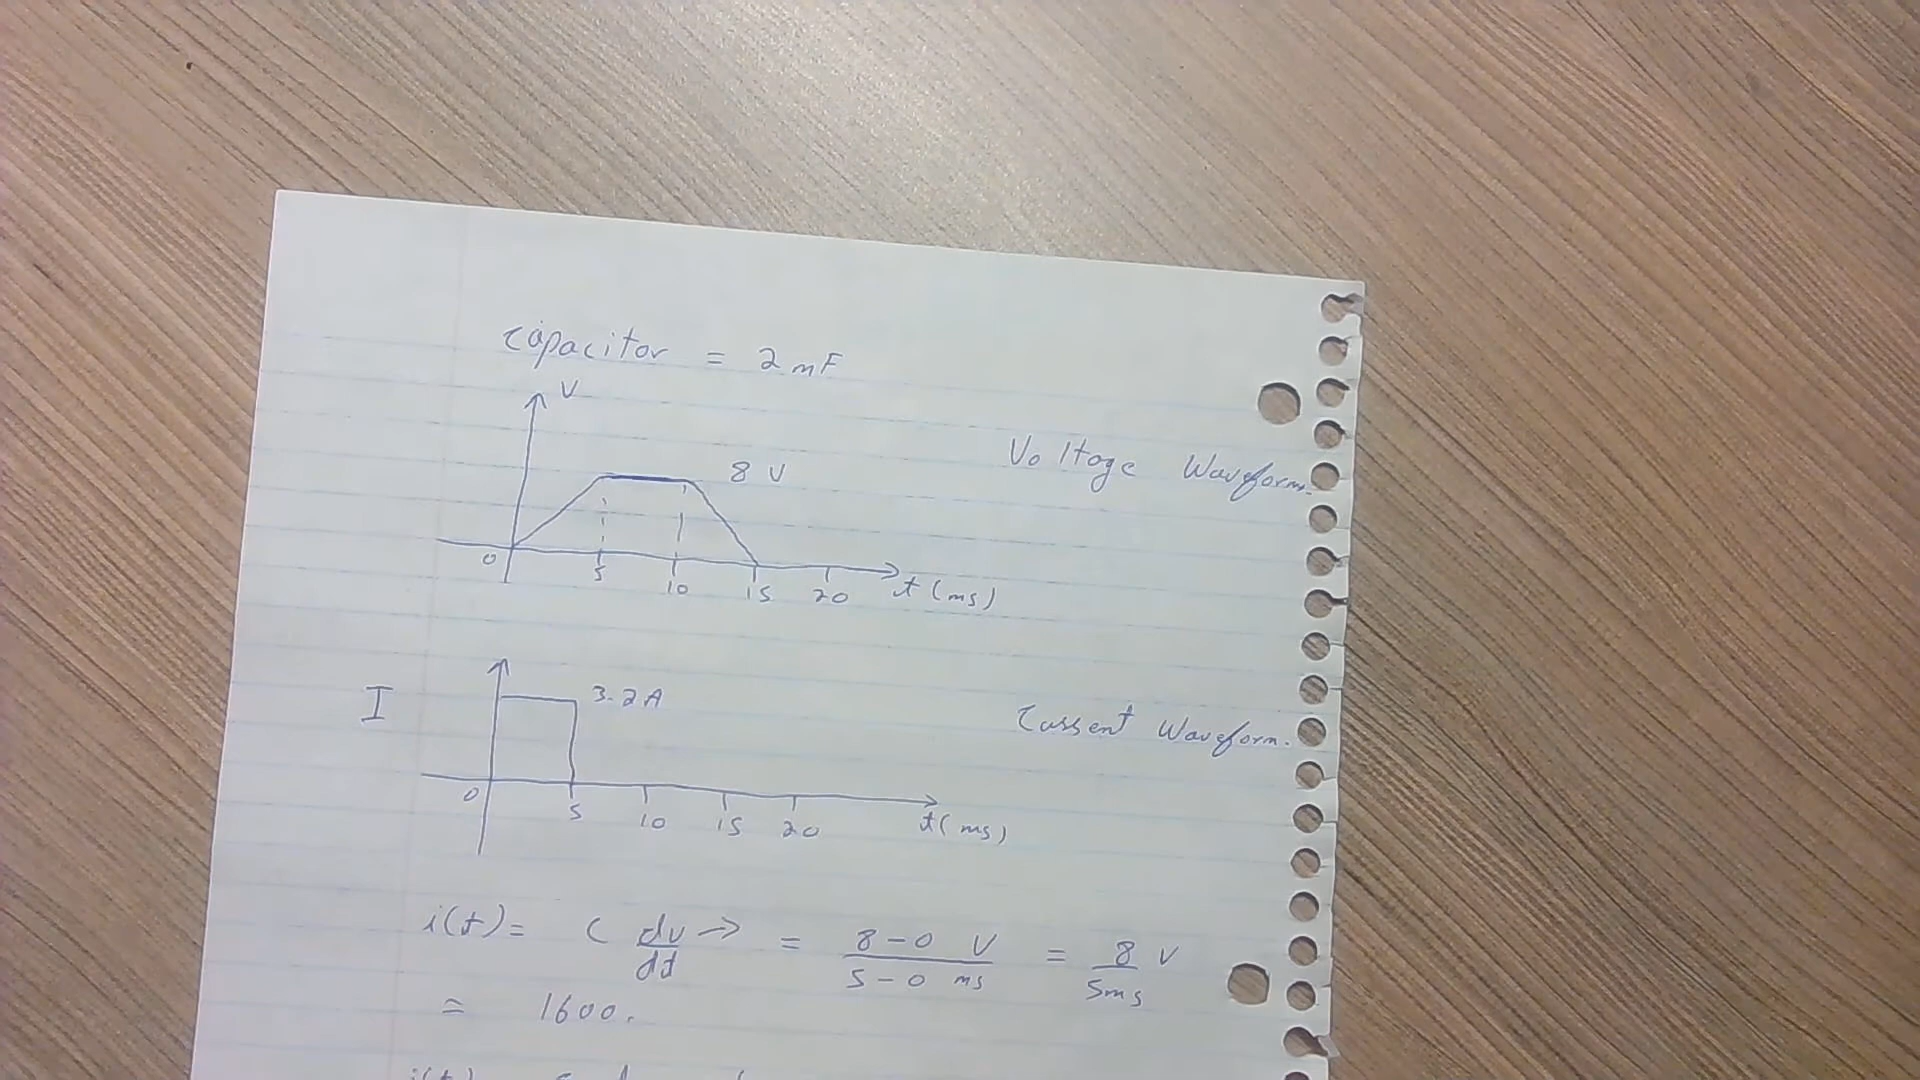 Capacitor = 2 mF
V
8 V
Voltage Waveform.
0 5 10 15 20 t (ms)
I
3.2A
Current Waveform.
0 5 10 15 20 t (ms)
i(t) = C dv/dt → = 8-0 V / 5-0 ms = 8 V / 5ms
= 1600.
i(t)